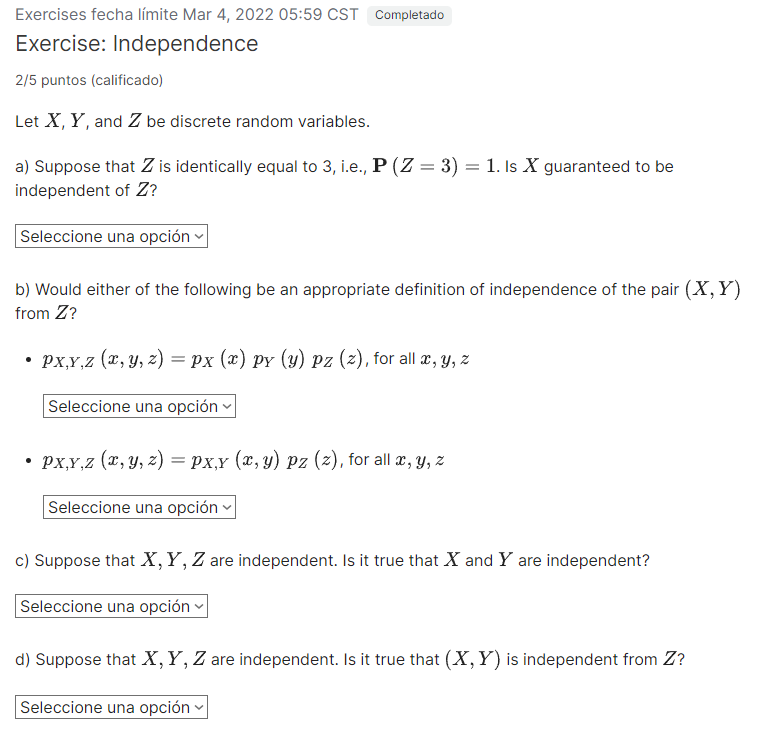 Exercises fecha límite Mar 4, 2022 05:59 CST Completado
Exercise: Independence
2/5 puntos (calificado)
Let X, Y, and Z be discrete random variables.
a) Suppose that Z is identically equal to 3, i.e., P (Z = 3) = 1. Is X guaranteed to be
independent of Z?
Seleccione una opción
b) Would either of the following be an appropriate definition of independence of the pair (X, Y)
from Z?
• p_{X,Y,Z} (x, y, z) = p_X (x) p_Y (y) p_Z (z), for all x, y, z
Seleccione una opción
• p_{X,Y,Z} (x, y, z) = p_{X,Y} (x, y) p_Z (z), for all x, y, z
Seleccione una opción
c) Suppose that X, Y, Z are independent. Is it true that X and Y are independent?
Seleccione una opción
d) Suppose that X, Y, Z are independent. Is it true that (X, Y) is independent from Z?
Seleccione una opción